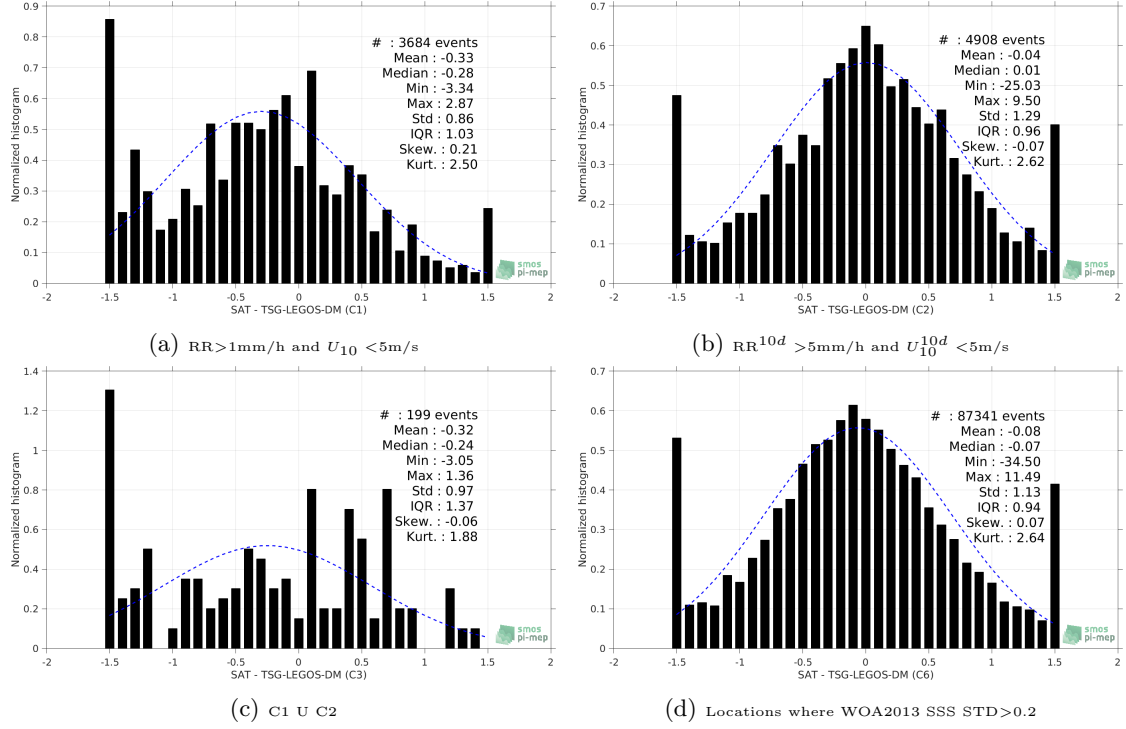 0.9
0.8
0.7
0.6
0.5
0.4
0.3
0.2
0.1
0
Normalized histogram
# : 3684 events
Mean : -0.33
Median : -0.28
Min : -3.34
Max : 2.87
Std : 0.86
IQR : 1.03
Skew. : 0.21
Kurt. : 2.50
smos
pi-mep
-2 -1.5 -1 -0.5 0 0.5 1 1.5 2
SAT - TSG-LEGOS-DM (C1)
(a) RR>1mm/h and U₁₀ <5m/s
0.7
0.6
0.5
0.4
0.3
0.2
0.1
0
Normalized histogram
# : 4908 events
Mean : -0.04
Median : 0.01
Min : -25.03
Max : 9.50
Std : 1.29
IQR : 0.96
Skew. : -0.07
Kurt. : 2.62
smos
pi-mep
-2 -1.5 -1 -0.5 0 0.5 1 1.5 2
SAT - TSG-LEGOS-DM (C2)
(b) RR^10d >5mm/h and U₁₀^10d <5m/s
1.4
1.2
1
0.8
0.6
0.4
0.2
0
Normalized histogram
# : 199 events
Mean : -0.32
Median : -0.24
Min : -3.05
Max : 1.36
Std : 0.97
IQR : 1.37
Skew. : -0.06
Kurt. : 1.88
smos
pi-mep
-2 -1.5 -1 -0.5 0 0.5 1 1.5 2
SAT - TSG-LEGOS-DM (C3)
(c) C1 U C2
0.7
0.6
0.5
0.4
0.3
0.2
0.1
0
Normalized histogram
# : 87341 events
Mean : -0.08
Median : -0.07
Min : -34.50
Max : 11.49
Std : 1.13
IQR : 0.94
Skew. : 0.07
Kurt. : 2.64
smos
pi-mep
-2 -1.5 -1 -0.5 0 0.5 1 1.5 2
SAT - TSG-LEGOS-DM (C6)
(d) Locations where WOA2013 SSS STD>0.2